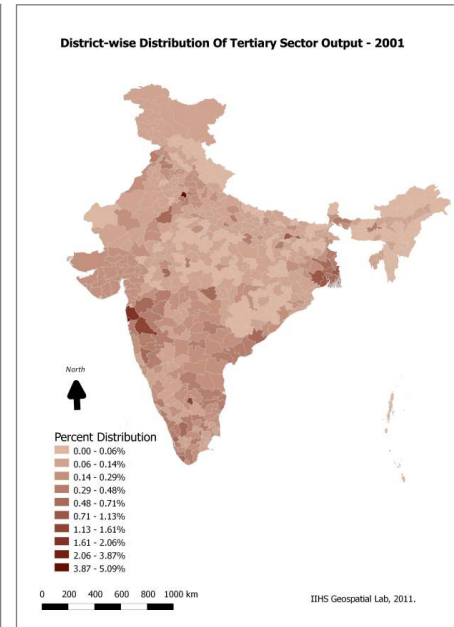 District-wise Distribution Of Tertiary Sector Output - 2001
North
Percent Distribution
0.00 - 0.06%
0.06 - 0.14%
0.14 - 0.29%
0.29 - 0.48%
0.48 - 0.71%
0.71 - 1.13%
1.13 - 1.61%
1.61 - 2.06%
2.06 - 3.87%
3.87 - 5.09%
0 200 400 600 800 1000 km
IIHS Geospatial Lab, 2011.